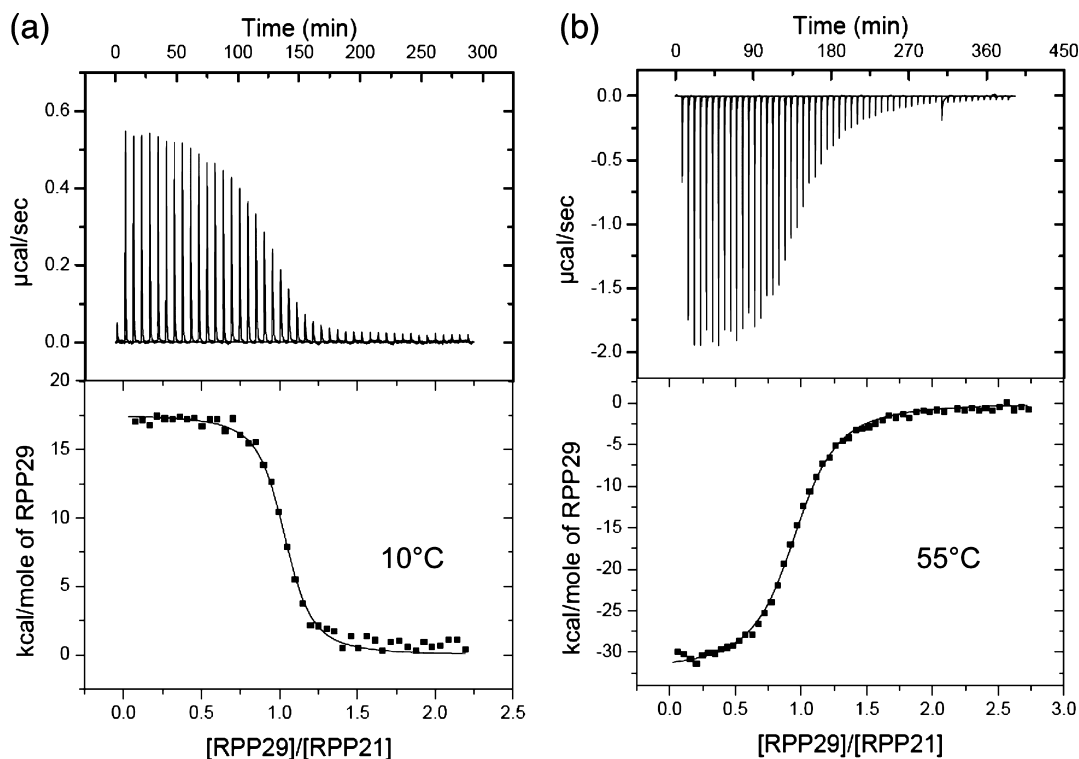 (a)
Time (min)
0 50 100 150 200 250 300
µcal/sec
0.6
0.4
0.2
0.0
kcal/mole of RPP29
20
15
10
5
0
10°C
0.0 0.5 1.0 1.5 2.0 2.5
[RPP29]/[RPP21]
(b)
Time (min)
0 90 180 270 360 450
µcal/sec
0.0
-0.5
-1.0
-1.5
-2.0
kcal/mole of RPP29
0
-5
-10
-15
-20
-25
-30
55°C
0.0 0.5 1.0 1.5 2.0 2.5 3.0
[RPP29]/[RPP21]